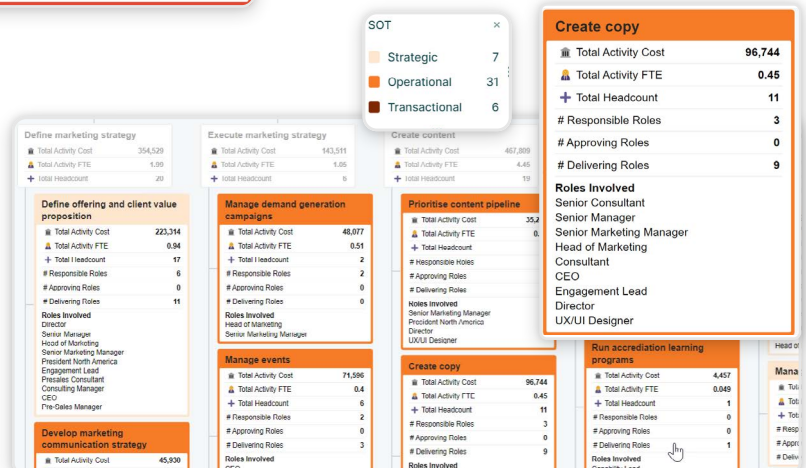 SOT ×
Strategic 7
Operational 31
Transactional 6
Create copy
Total Activity Cost 96,744
Total Activity FTE 0.45
Total Headcount 11
# Responsible Roles 3
# Approving Roles 0
# Delivering Roles 9
Roles Involved
Senior Consultant
Senior Manager
Senior Marketing Manager
Head of Marketing
Consultant
CEO
Engagement Lead
Director
UX/UI Designer
Define marketing strategy
Total Activity Cost 354,529
Total Activity FTE 1.99
Total Headcount 20
Define offering and client value
proposition
Total Activity Cost 223,314
Total Activity FTE 0.94
Total Headcount 17
# Responsible Roles 6
# Approving Roles 0
# Delivering Roles 11
Roles Involved
Director
Senior Manager
Head of Marketing
Senior Marketing Manager
President North America
Engagement Lead
Presales Consultant
Consulting Manager
CEO
Pre-Sales Manager
Develop marketing
communication strategy
Total Activity Cost 45,930
Execute marketing strategy
Total Activity Cost 143,511
Total Activity FTE
Total Headcount 6
Manage demand generation
campaigns
Total Activity Cost 48,077
Total Activity FTE 0.51
Total Headcount 2
# Responsible Roles 2
# Approving Roles 0
# Delivering Roles 0
Roles Involved
Head of Marketing
Senior Marketing Manager
Manage events
Total Activity Cost 71,596
Total Activity FTE 0.4
Total Headcount 6
# Responsible Roles 2
# Approving Roles 0
# Delivering Roles 3
Roles Involved
CEO
Create content
Total Activity Cost 467,809
Total Activity FTE 4.45
Total Headcount 19
Prioritise content pipeline
Total Activity Cost 35,2
Total Activity FTE 0.
Total Headcount
# Responsible Roles
# Approving Roles
# Delivering Roles
Roles Involved
Senior Marketing Manager
President North America
Director
UX/UI Designer
Create copy
Total Activity Cost 96,744
Total Activity FTE 0.45
Total Headcount 11
# Responsible Roles 3
# Approving Roles 0
# Delivering Roles 9
Roles Involved
Run accrediation learning
programs
Total Activity Cost 4,457
Total Activity FTE 0.049
Total Headcount 1
# Responsible Roles 0
# Approving Roles 0
# Delivering Roles 1
Roles Involved
Capability Lead
Head of
Mana